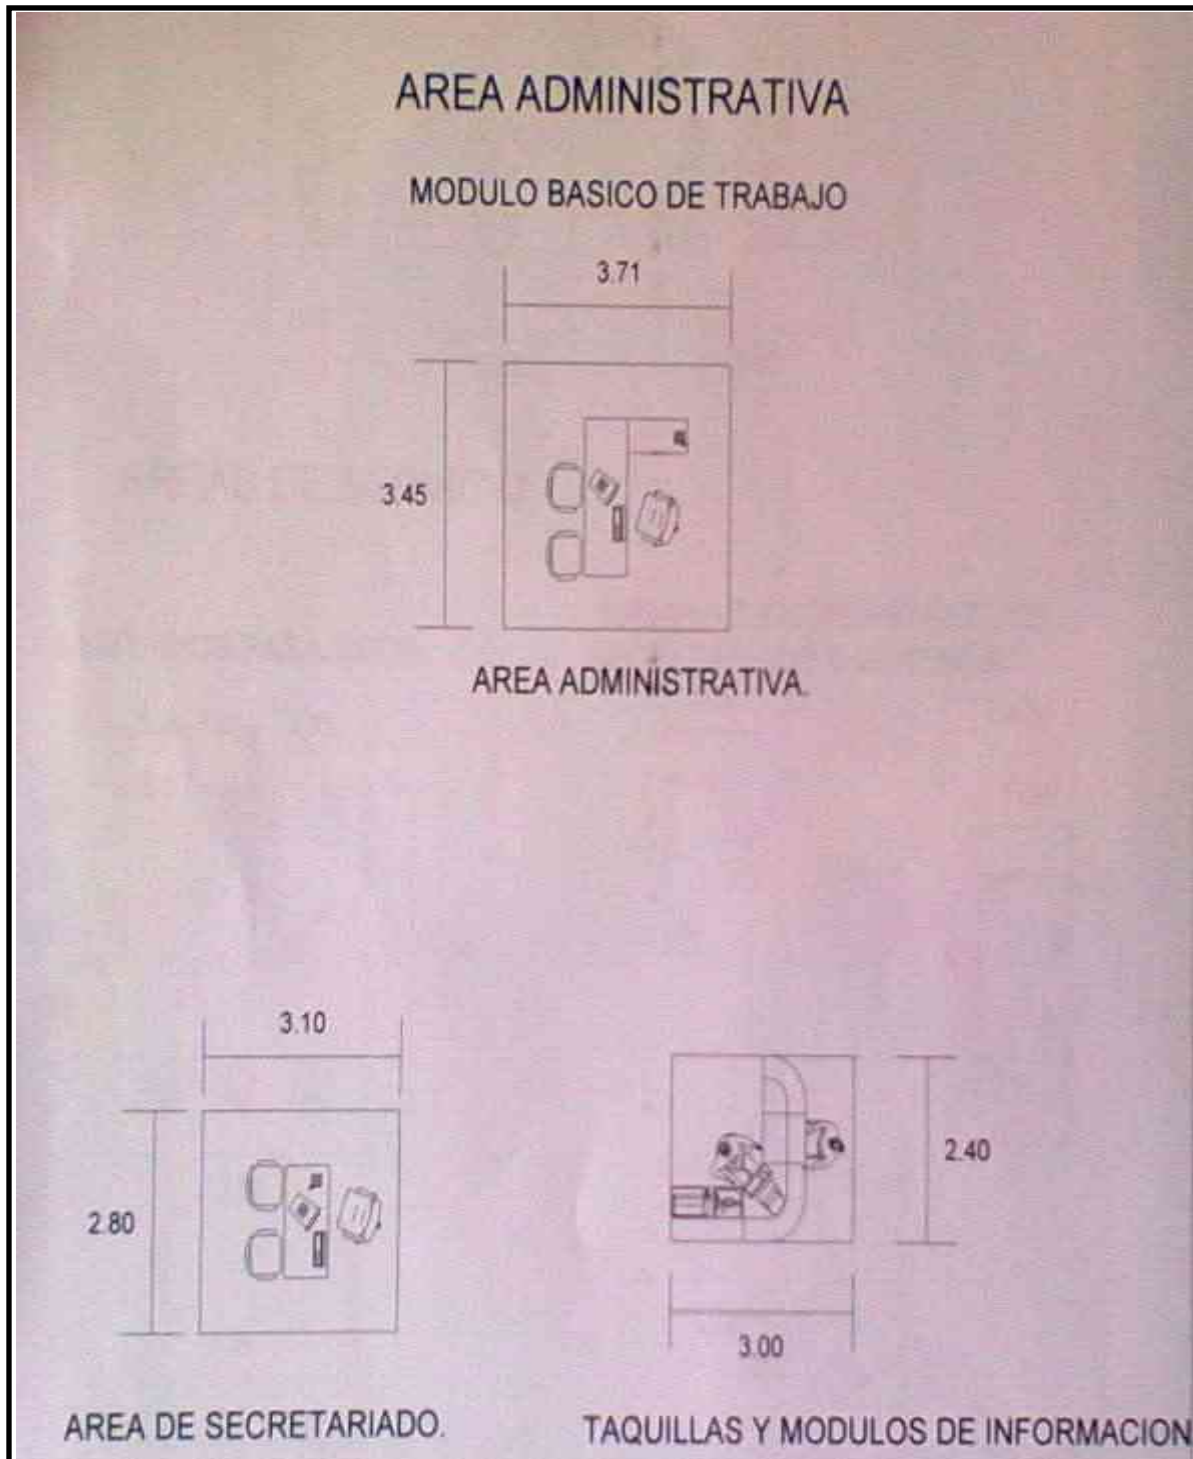 AREA ADMINISTRATIVA
MODULO BASICO DE TRABAJO
3.71
3.45
AREA ADMINISTRATIVA.
3.10
2.80
AREA DE SECRETARIADO.
2.40
3.00
TAQUILLAS Y MODULOS DE INFORMACION